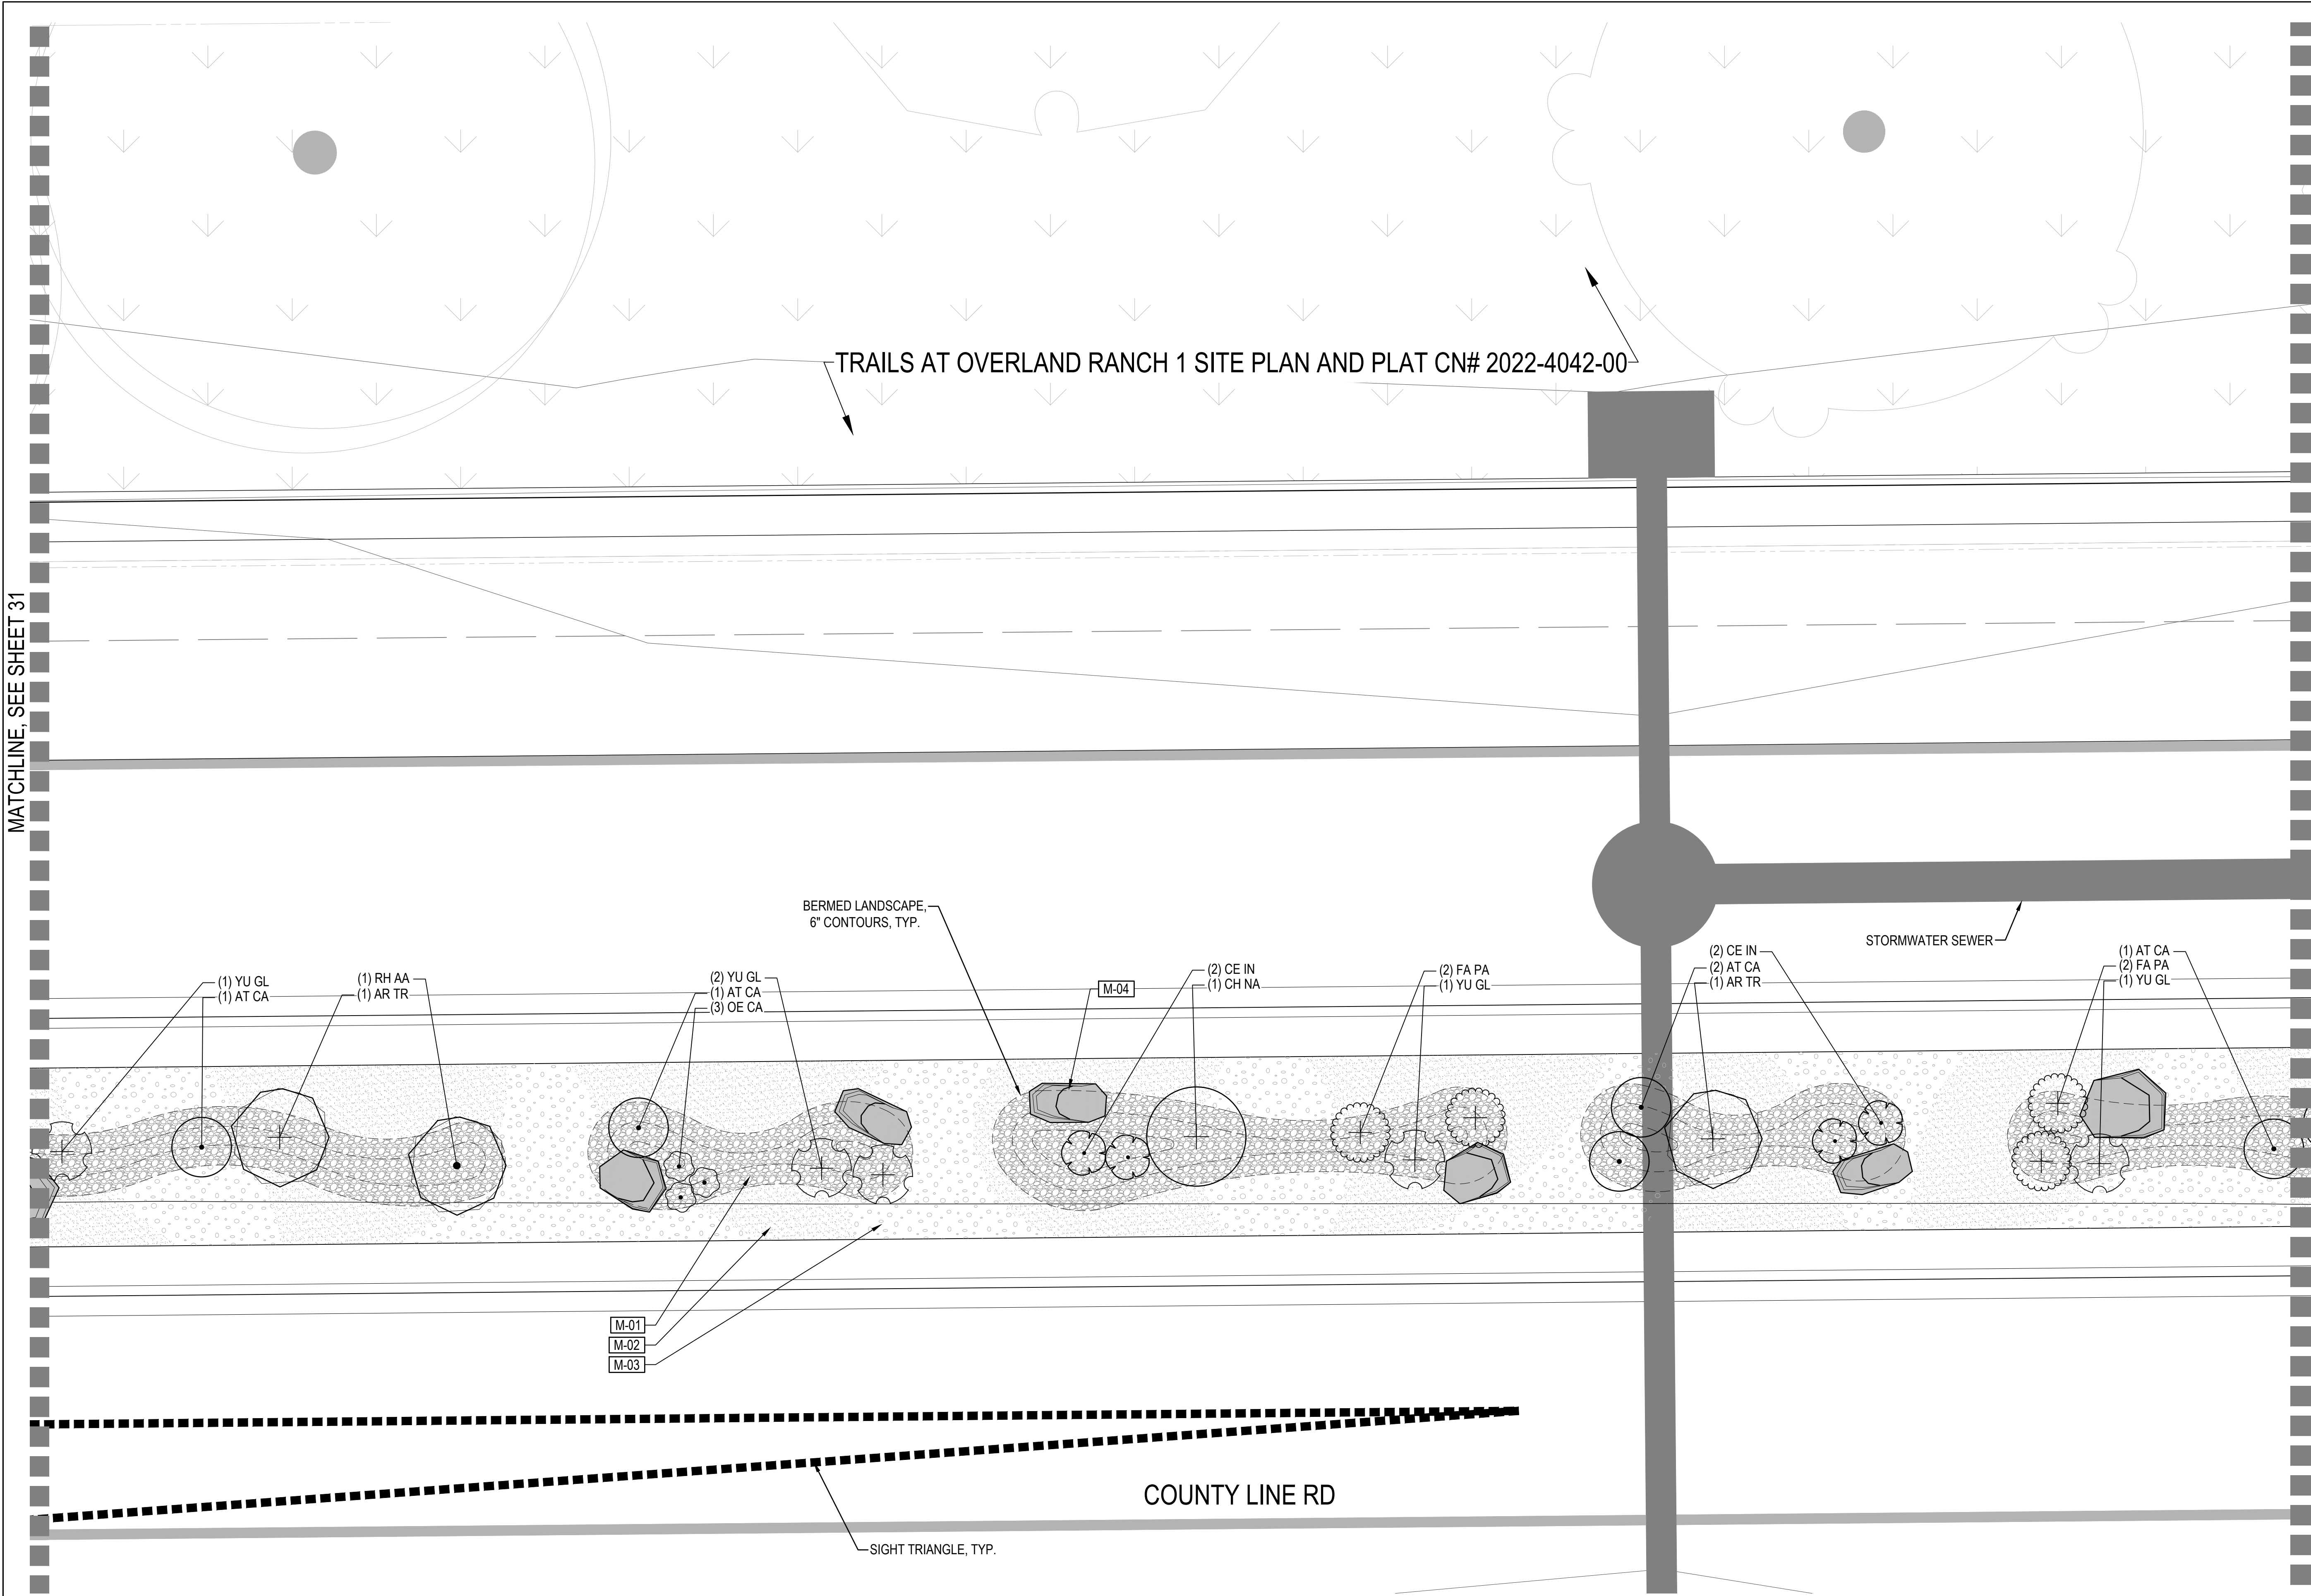 TRAILS AT OVERLAND RANCH 1 SITE PLAN AND PLAT CN# 2022-4042-00
MATCHLINE, SEE SHEET 31
BERMED LANDSCAPE,
6" CONTOURS, TYP.
STORMWATER SEWER
(1) YU GL
(1) AT CA
(1) RH AA
(1) AR TR
(2) YU GL
(1) AT CA
(3) OE CA
M-04
(2) CE IN
(1) CH NA
(2) FA PA
(1) YU GL
(2) CE IN
(2) AT CA
(1) AR TR
(1) AT CA
(2) FA PA
(1) YU GL
M-01
M-02
M-03
COUNTY LINE RD
SIGHT TRIANGLE, TYP.